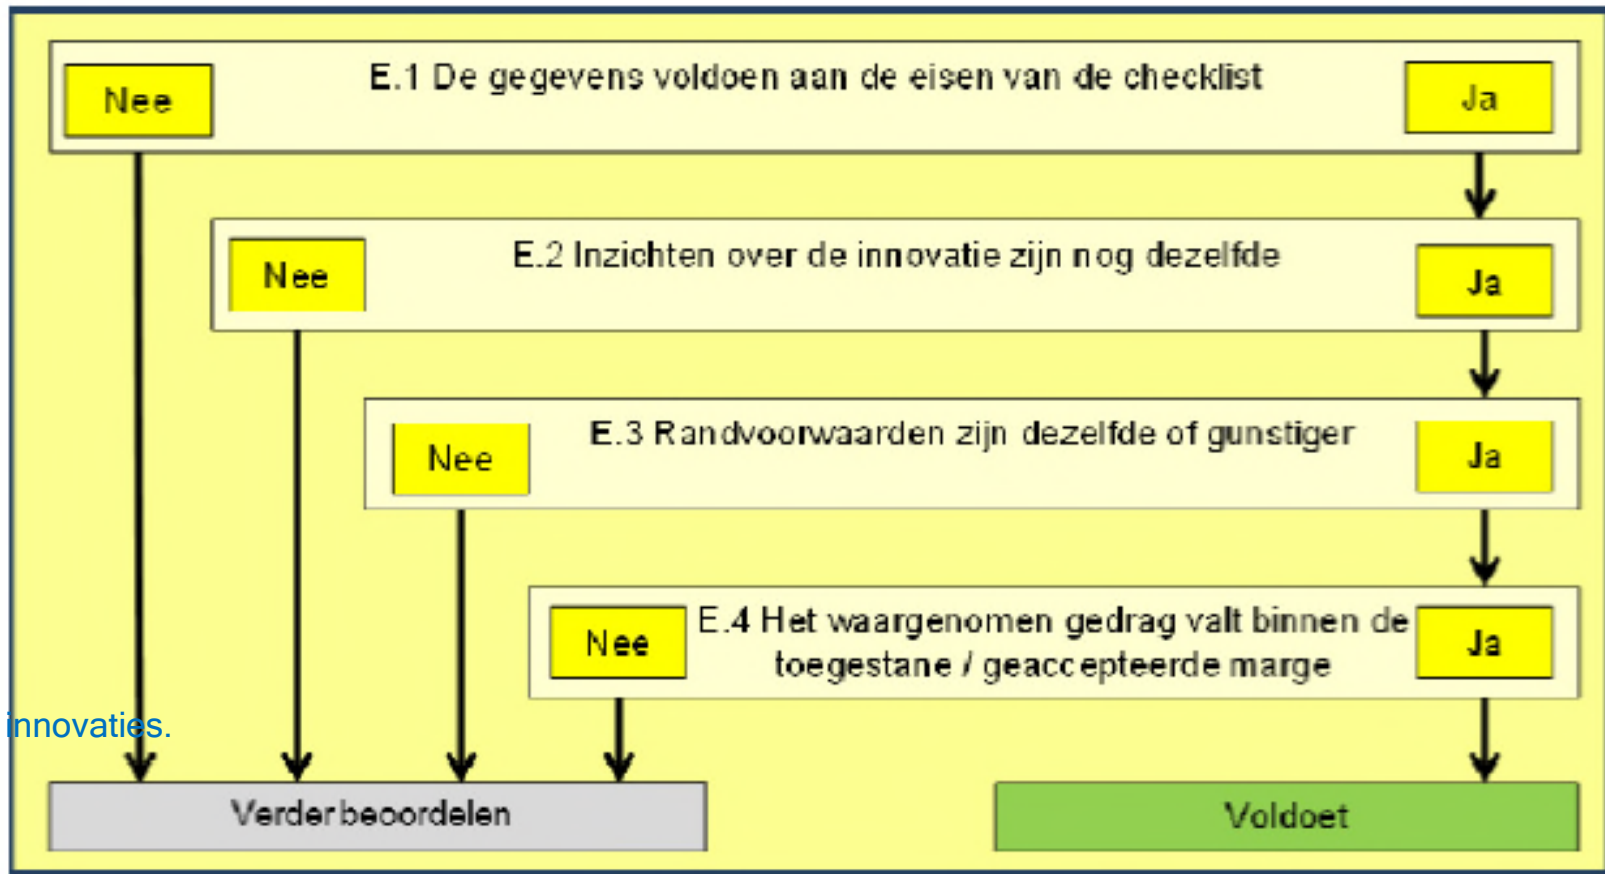 E.1 De gegevens voldoen aan de eisen van de checklist
Nee
Ja
E.2 Inzichten over de innovatie zijn nog dezelfde
Nee
Ja
E.3 Randvoorwaarden zijn dezelfde of gunstiger
Nee
Ja
E.4 Het waargenomen gedrag valt binnen de
toegestane / geaccepteerde marge
Nee
Ja
innovaties.
Verder beoordelen
Voldoet